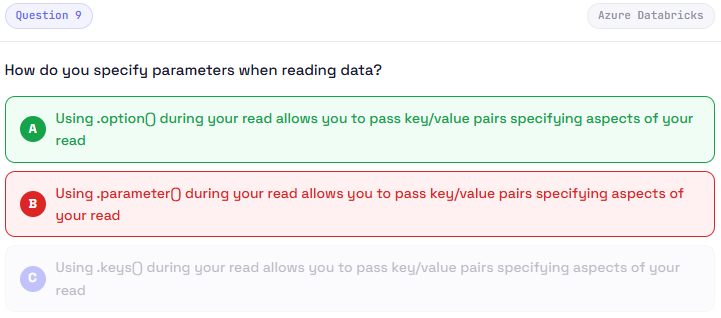 Question 9
Azure Databricks
How do you specify parameters when reading data?
A
Using .option() during your read allows you to pass key/value pairs specifying aspects of your
read
B
Using .parameter() during your read allows you to pass key/value pairs specifying aspects of
your read
C
Using .keys() during your read allows you to pass key/value pairs specifying aspects of your
read